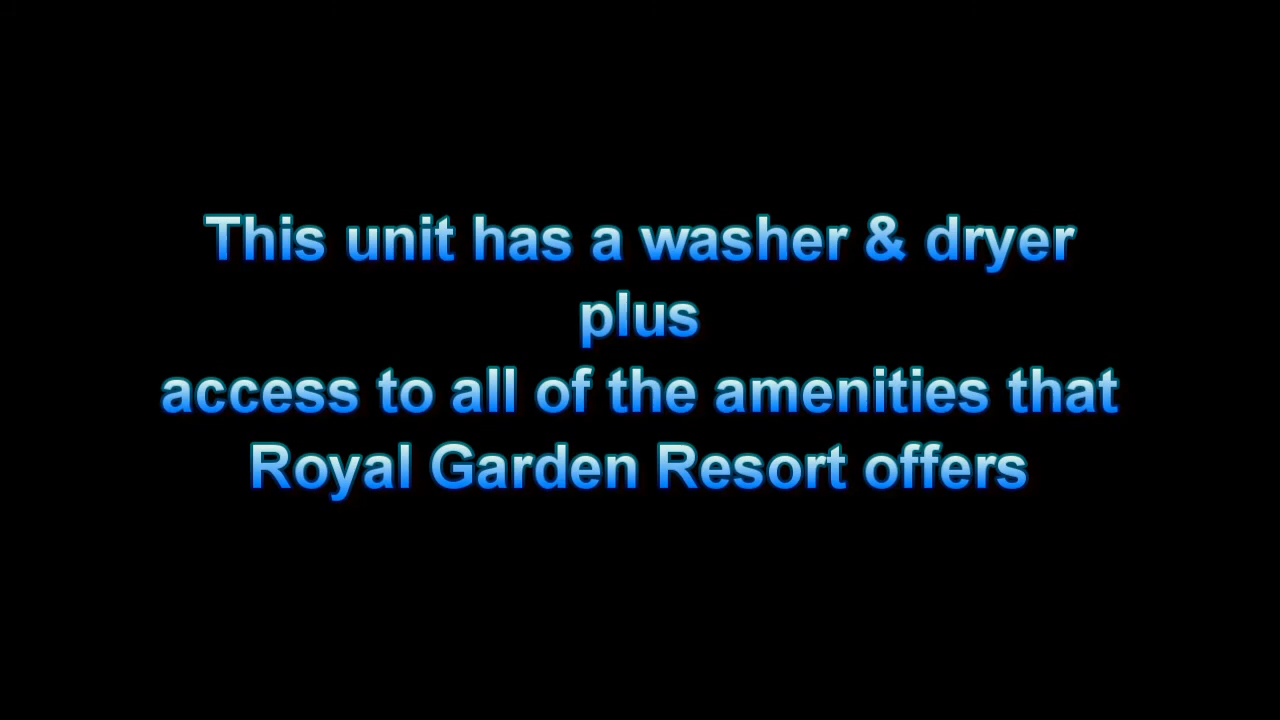 This unit has a washer & dryer
plus
access to all of the amenities that
Royal Garden Resort offers